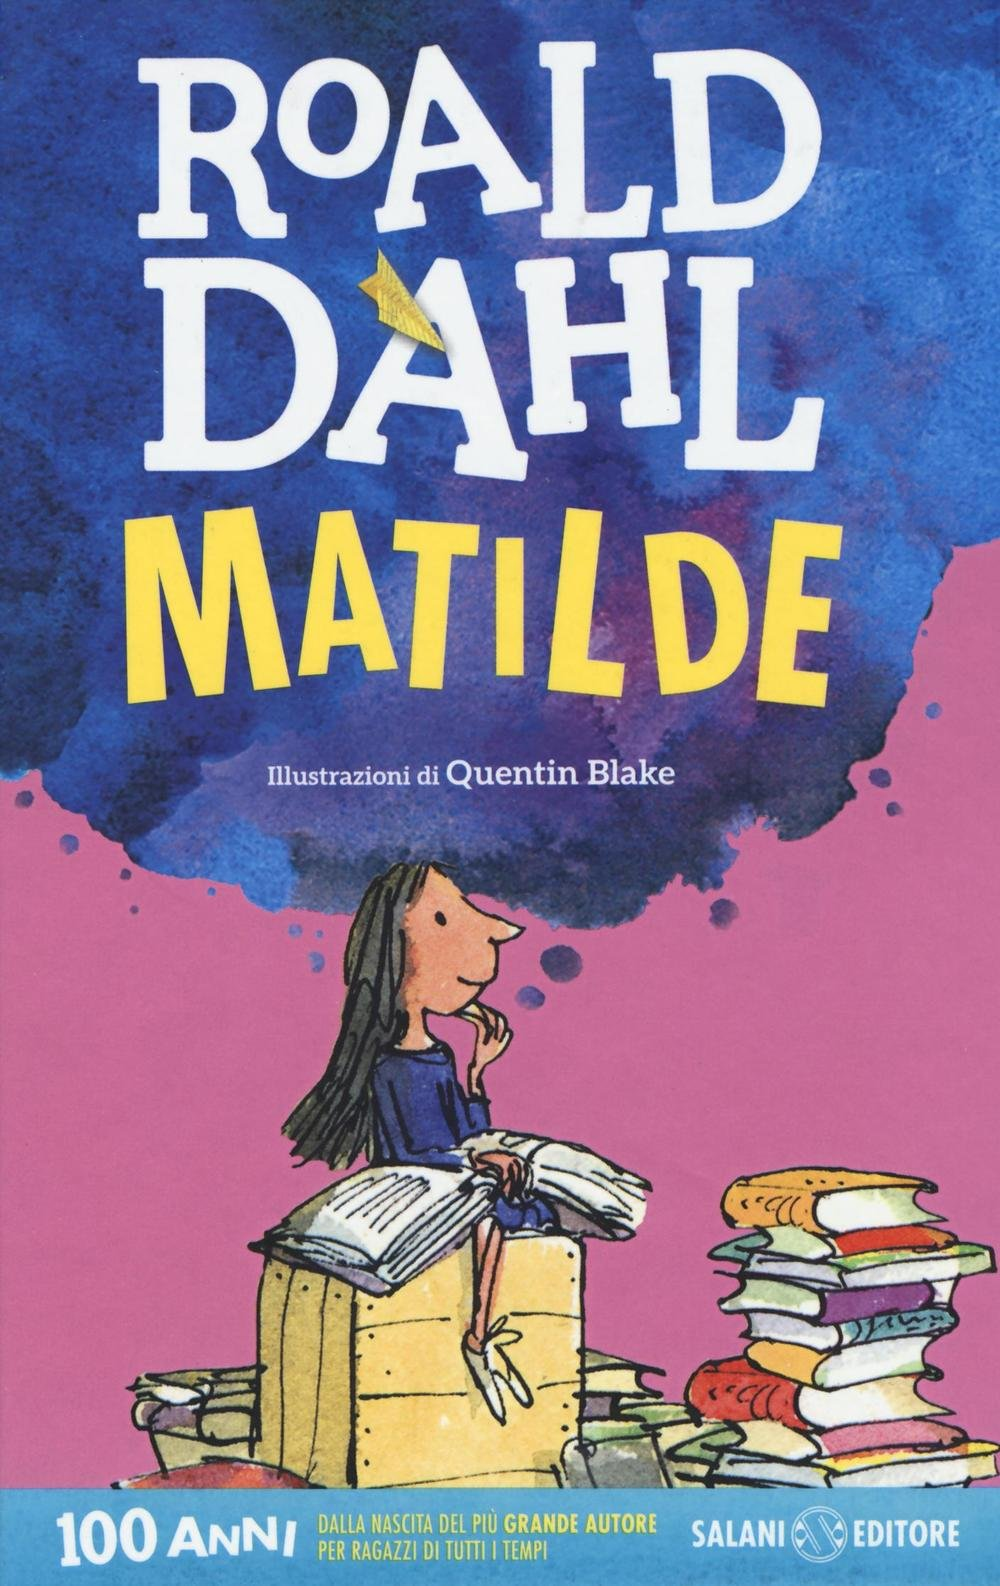 ROALD
DAHL
MATILDE
Illustrazioni di Quentin Blake
100 ANNI
DALLA NASCITA DEL PIÙ GRANDE AUTORE
PER RAGAZZI DI TUTTI I TEMPI
SALANI EDITORE